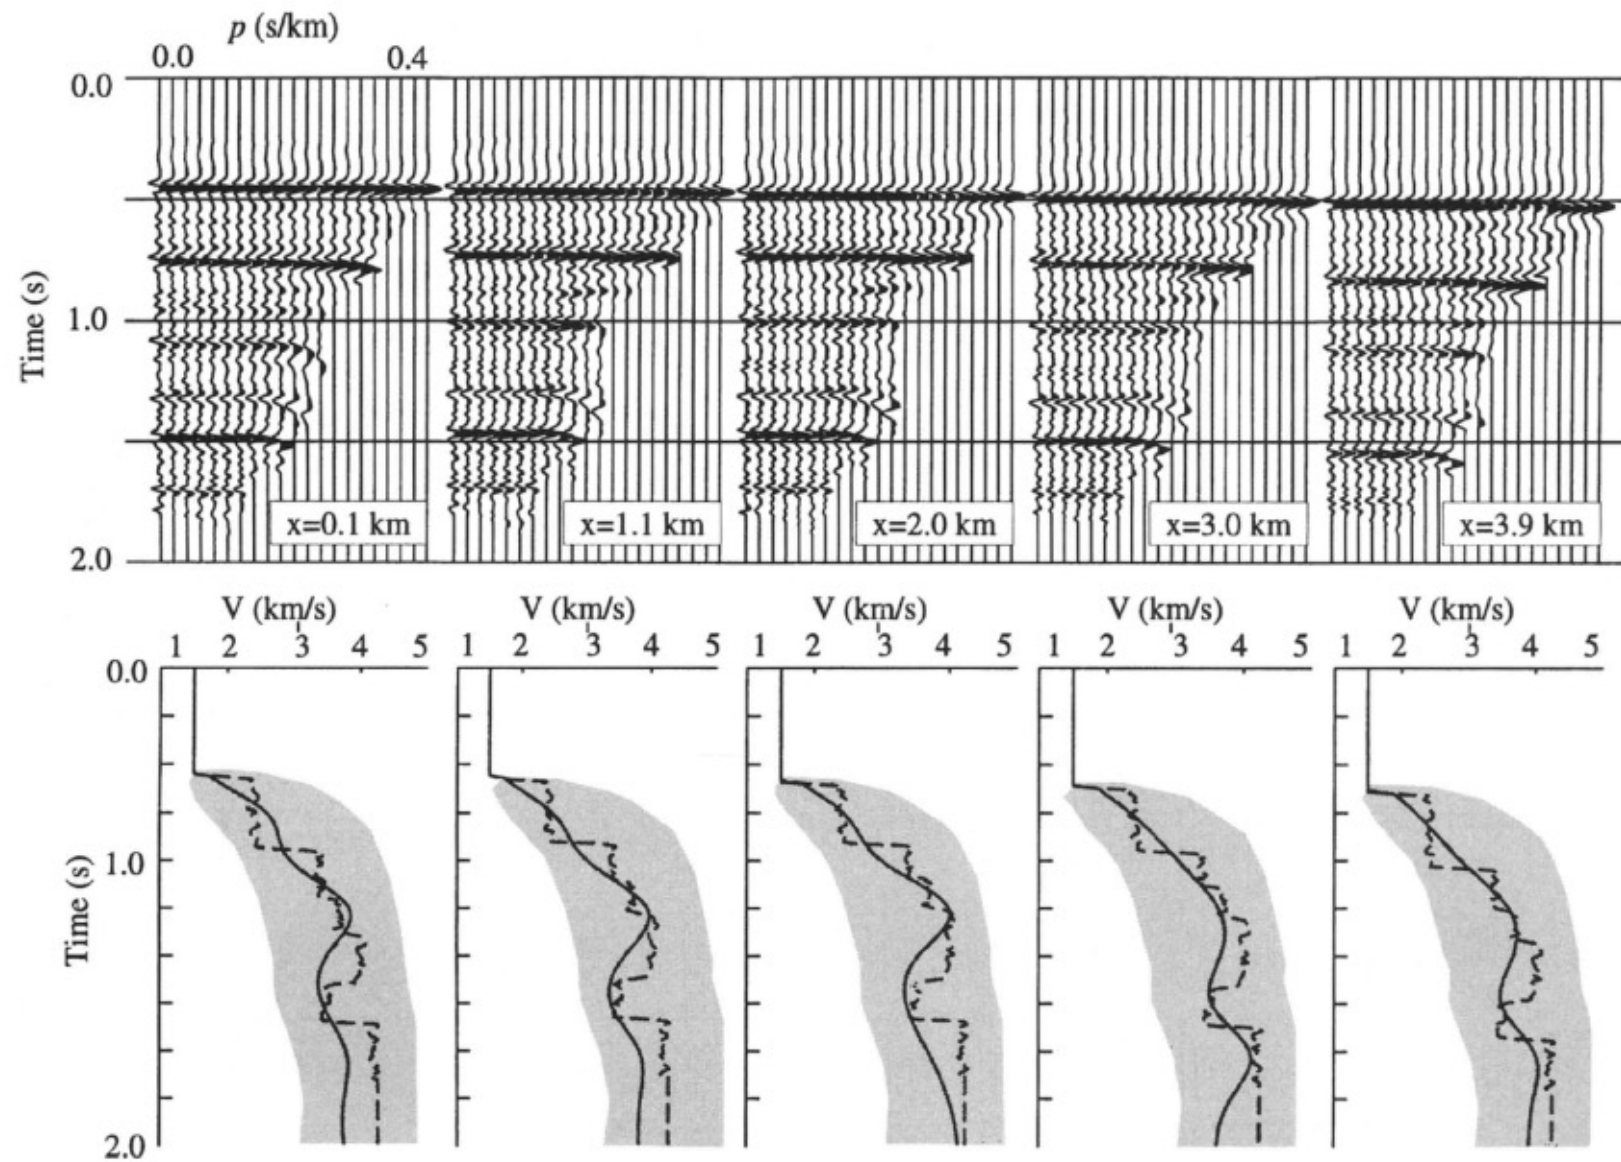 p (s/km)
0.0 0.4
0.0
1.0
2.0
Time (s)
x=0.1 km x=1.1 km x=2.0 km x=3.0 km x=3.9 km
V (km/s) V (km/s) V (km/s) V (km/s) V (km/s)
1 2 3 4 5 1 2 3 4 5 1 2 3 4 5 1 2 3 4 5 1 2 3 4 5
0.0
1.0
2.0
Time (s)